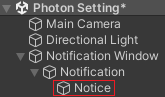 Photon Setting*
Main Camera
Directional Light
Notification Window
Notification
Notice